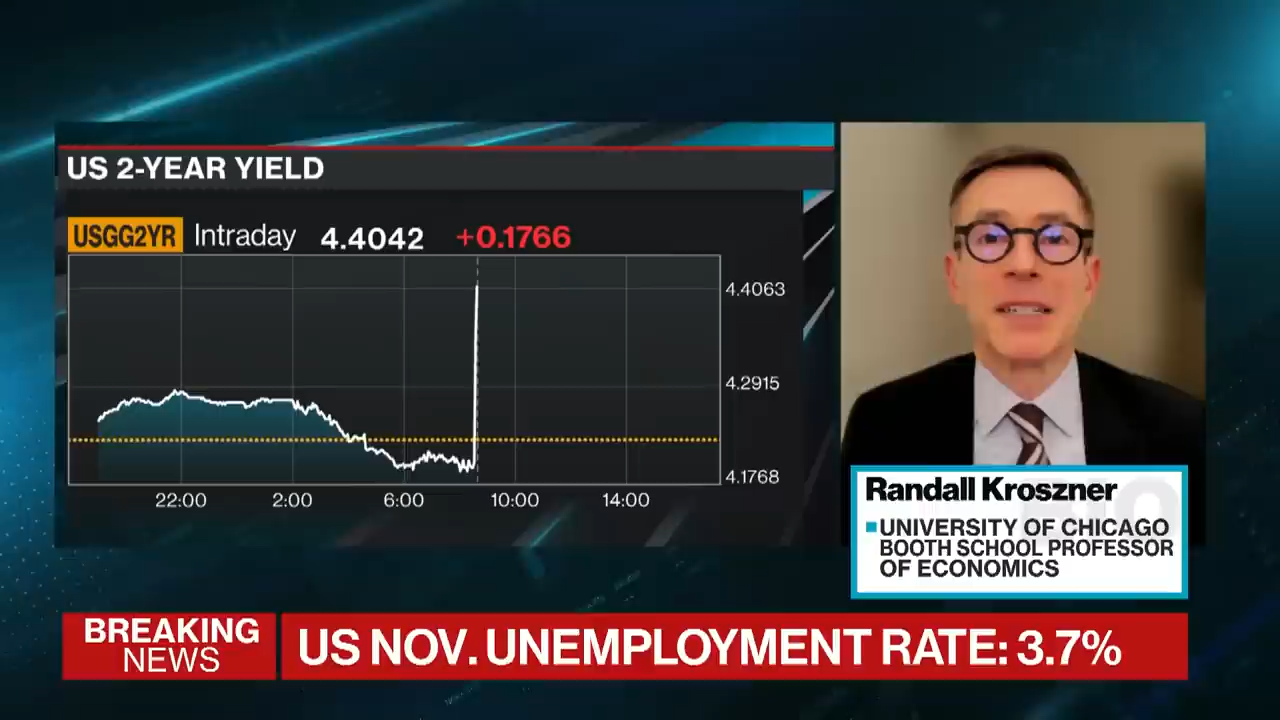 US 2-YEAR YIELD
USGG2YR Intraday 4.4042 +0.1766
4.4063
4.2915
4.1768
22:00 2:00 6:00 10:00 14:00
Randall Kroszner
UNIVERSITY OF CHICAGO
BOOTH SCHOOL PROFESSOR
OF ECONOMICS
BREAKING
NEWS
US NOV. UNEMPLOYMENT RATE: 3.7%